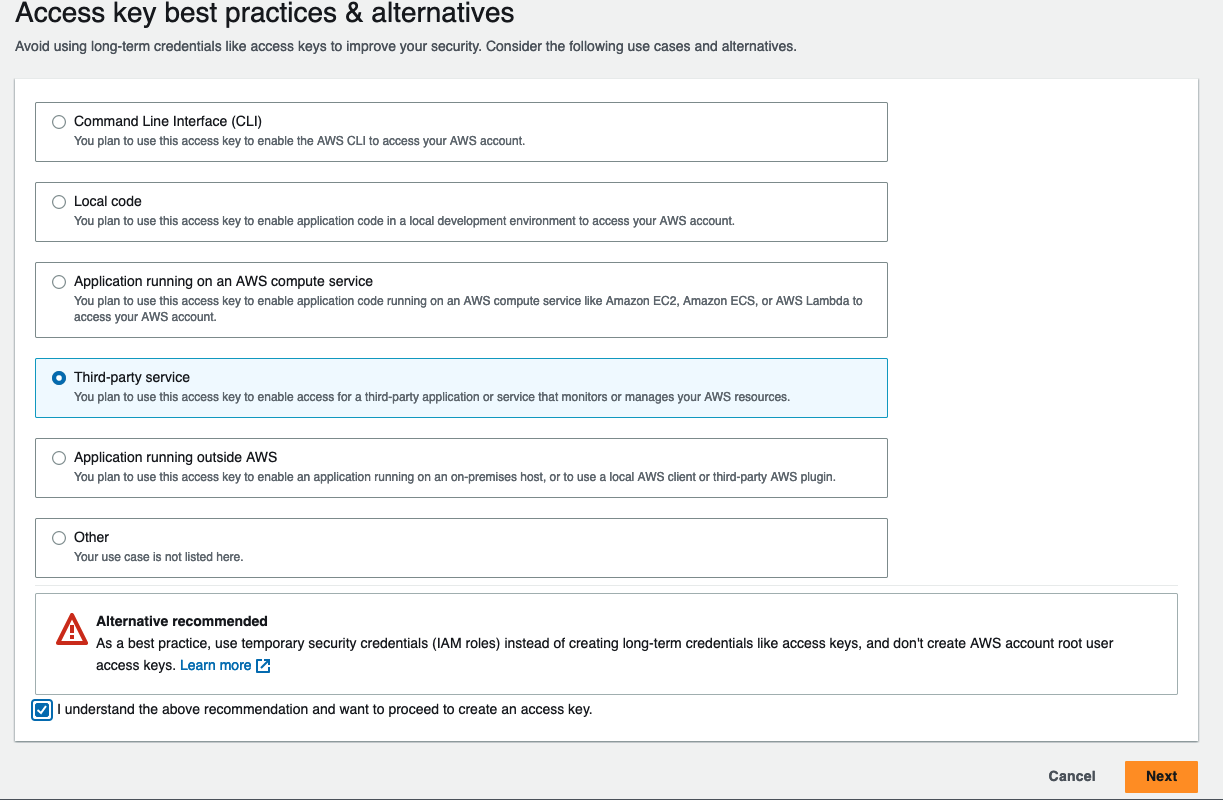 Access key best practices & alternatives
Avoid using long-term credentials like access keys to improve your security. Consider the following use cases and alternatives.
Command Line Interface (CLI)
You plan to use this access key to enable the AWS CLI to access your AWS account.
Local code
You plan to use this access key to enable application code in a local development environment to access your AWS account.
Application running on an AWS compute service
You plan to use this access key to enable application code running on an AWS compute service like Amazon EC2, Amazon ECS, or AWS Lambda to
access your AWS account.
Third-party service
You plan to use this access key to enable access for a third-party application or service that monitors or manages your AWS resources.
Application running outside AWS
You plan to use this access key to enable an application running on an on-premises host, or to use a local AWS client or third-party AWS plugin.
Other
Your use case is not listed here.
Alternative recommended
As a best practice, use temporary security credentials (IAM roles) instead of creating long-term credentials like access keys, and don't create AWS account root user
access keys. Learn more
I understand the above recommendation and want to proceed to create an access key.
Cancel Next